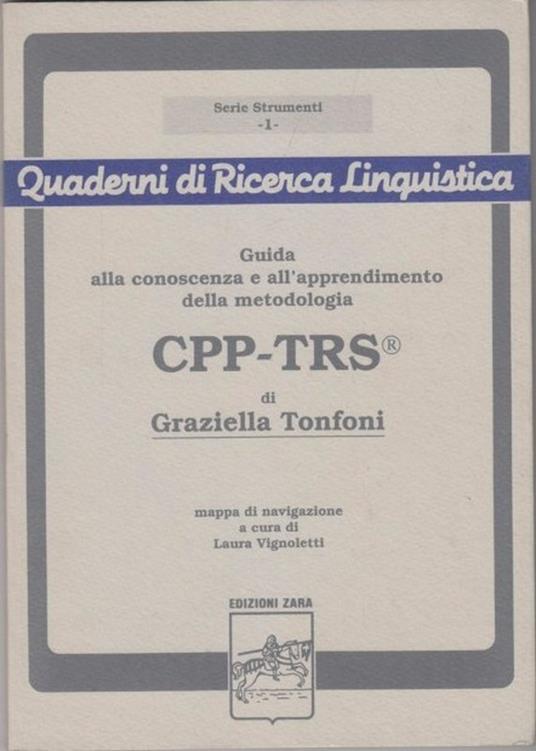 Serie Strumenti
-1-
Quaderni di Ricerca Linguistica
Guida
alla conoscenza e all'apprendimento
della metodologia
CPP-TRS®
di
Graziella Tonfoni
mappa di navigazione
a cura di
Laura Vignoletti
EDIZIONI ZARA